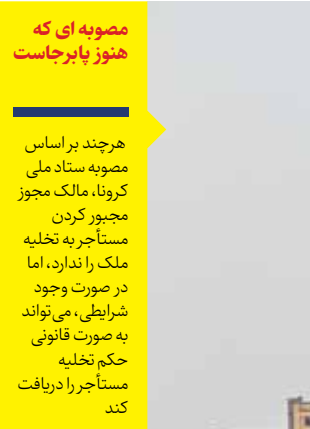 مصوبه ای که
هنوز پابرجاست
هرچند بر اساس
مصوبه ستاد ملی
کرونا، مالک مجوز
مجبور کردن
مستأجر به تخلیه
ملک را ندارد، اما
در صورت وجود
شرایطی، می‌تواند
به صورت قانونی
حکم تخلیه
مستأجر را دریافت
کند